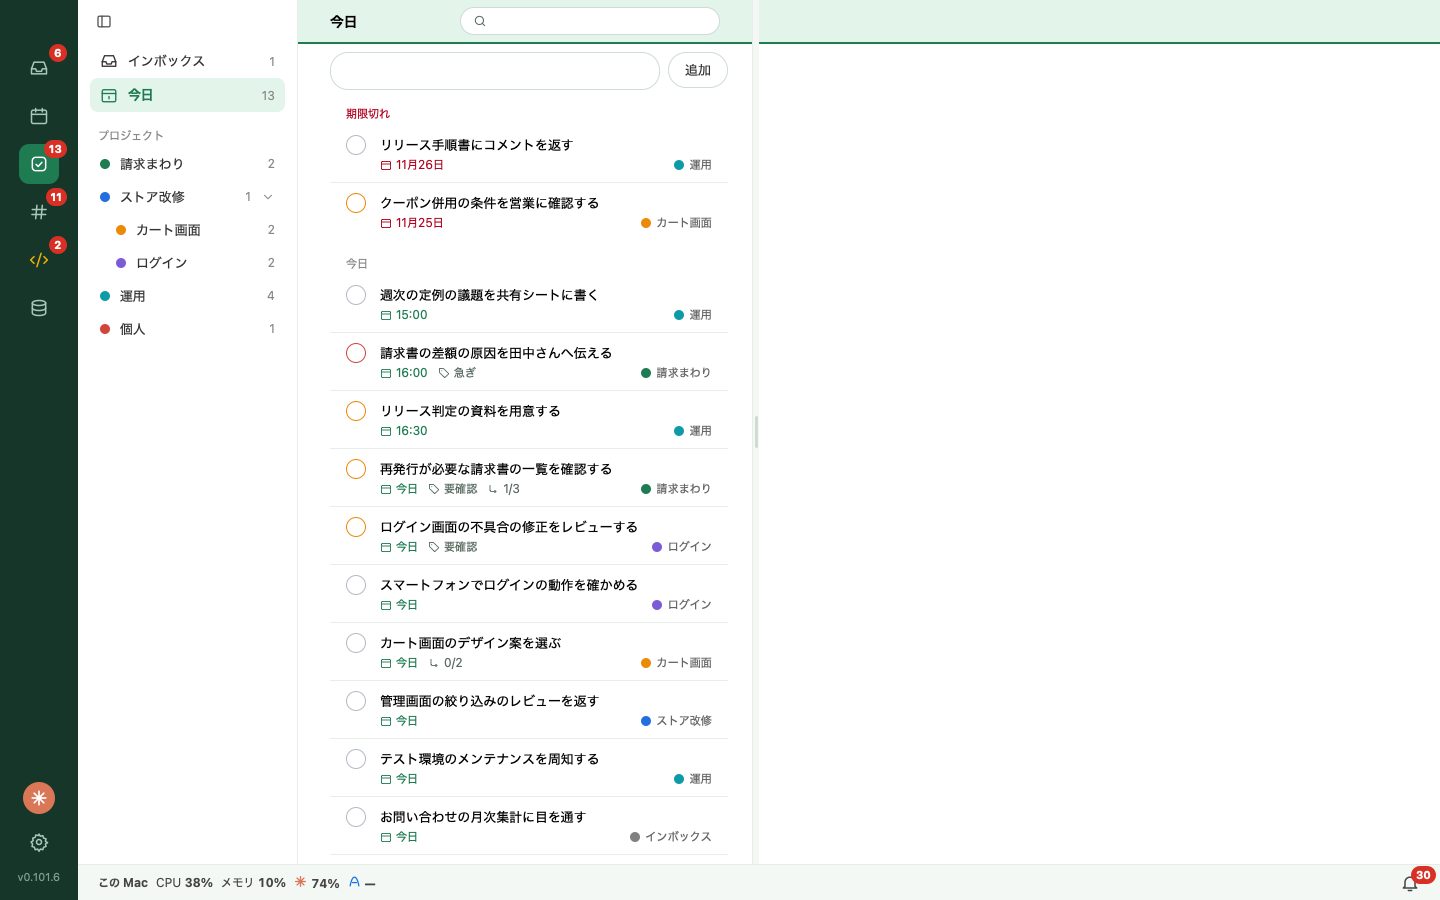 6
13
11
2
v0.101.6
インボックス 1
今日 13
プロジェクト
請求まわり 2
ストア改修 1
カート画面 2
ログイン 2
運用 4
個人 1
今日
追加
期限切れ
リリース手順書にコメントを返す
11月26日 運用
クーポン併用の条件を営業に確認する
11月25日 カート画面
今日
週次の定例の議題を共有シートに書く
15:00 運用
請求書の差額の原因を田中さんへ伝える
16:00 急ぎ 請求まわり
リリース判定の資料を用意する
16:30 運用
再発行が必要な請求書の一覧を確認する
今日 要確認 1/3 請求まわり
ログイン画面の不具合の修正をレビューする
今日 要確認 ログイン
スマートフォンでログインの動作を確かめる
今日 ログイン
カート画面のデザイン案を選ぶ
今日 0/2 カート画面
管理画面の絞り込みのレビューを返す
今日 ストア改修
テスト環境のメンテナンスを周知する
今日 運用
お問い合わせの月次集計に目を通す
今日 インボックス
この Mac CPU 38% メモリ 10% 74% —
30